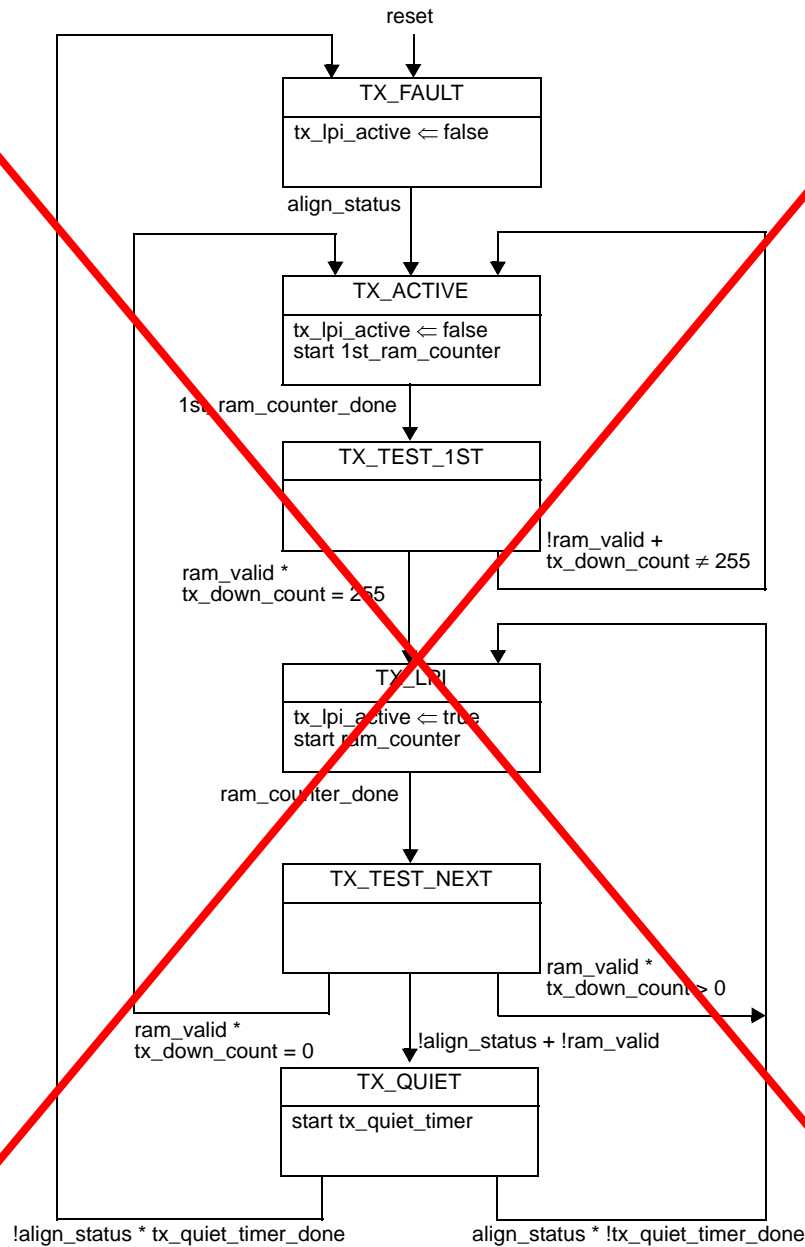 reset
TX_FAULT
tx_lpi_active ⇐ false
align_status
TX_ACTIVE
tx_lpi_active ⇐ false
start 1st_ram_counter
1st_ram_counter_done
TX_TEST_1ST
!ram_valid +
tx_down_count ≠ 255
ram_valid *
tx_down_count = 255
TX_LPI
tx_lpi_active ⇐ true
start ram_counter
ram_counter_done
TX_TEST_NEXT
ram_valid *
tx_down_count > 0
ram_valid *
tx_down_count = 0
!align_status + !ram_valid
TX_QUIET
start tx_quiet_timer
!align_status * tx_quiet_timer_done
align_status * !tx_quiet_timer_done